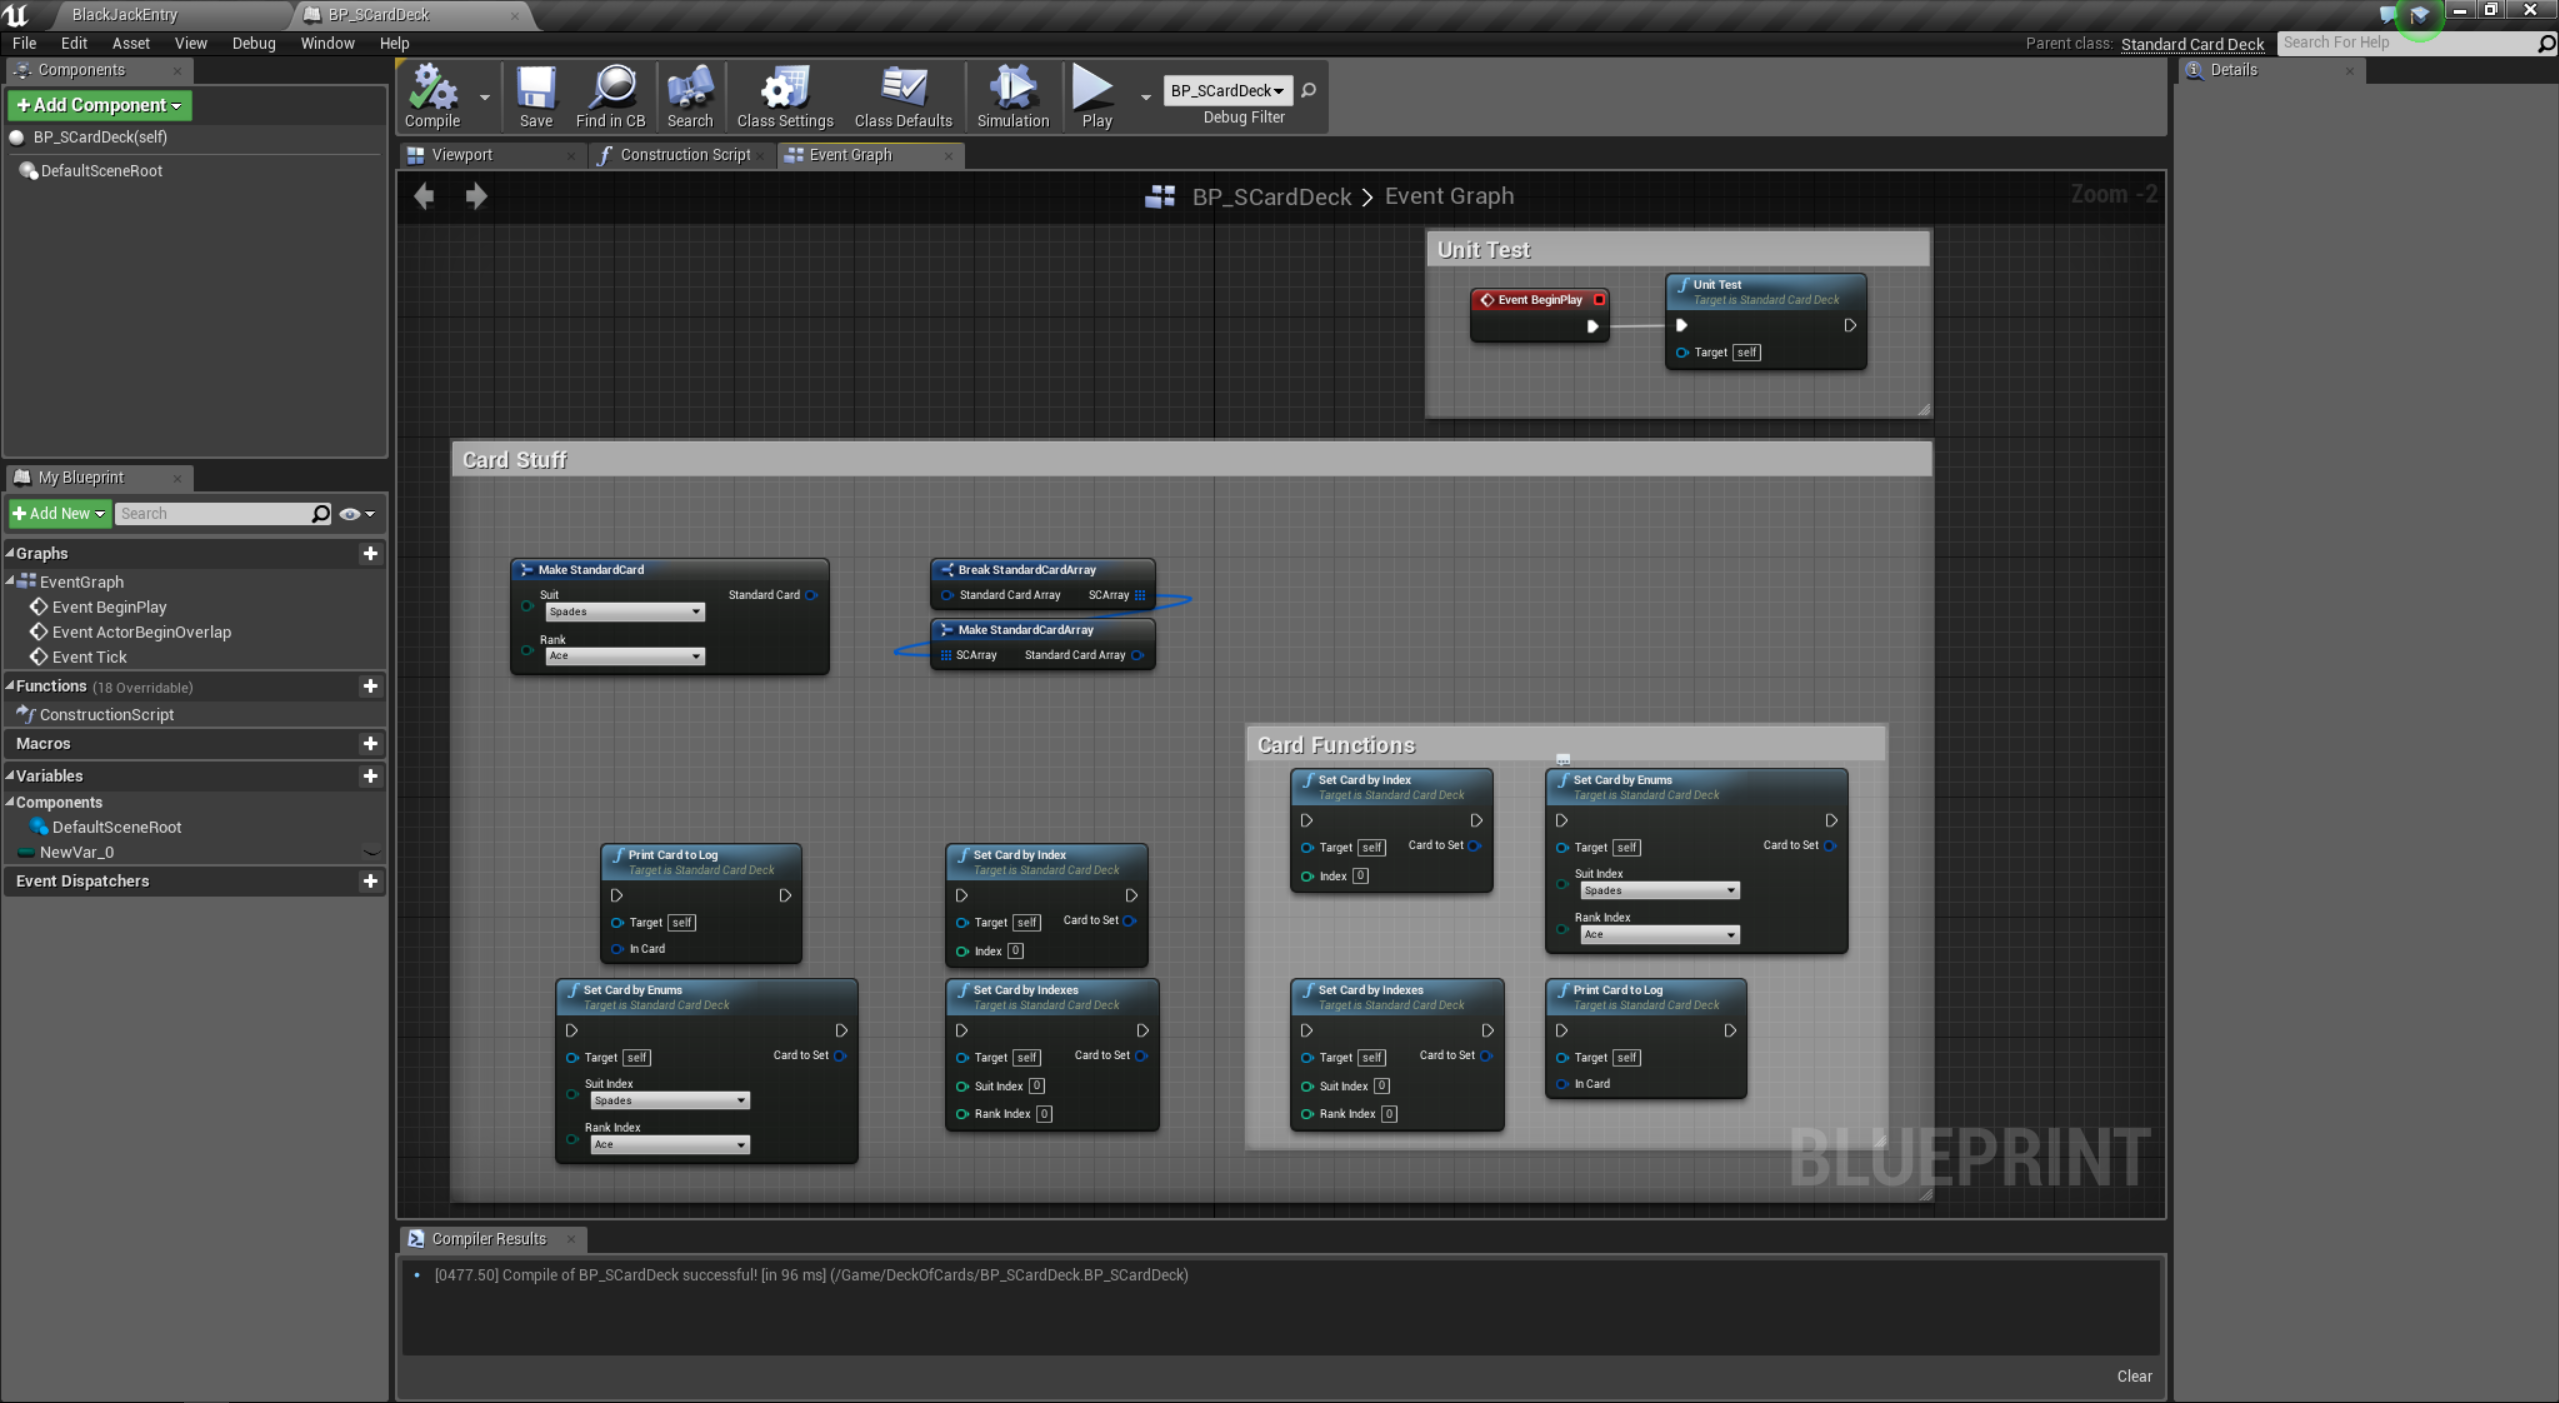 BlackJackEntry
BP_SCardDeck
File Edit Asset View Debug Window Help
Parent class: Standard Card Deck
Search For Help
Components
+Add Component
BP_SCardDeck(self)
DefaultSceneRoot
Compile
Save
Find in CB
Search
Class Settings
Class Defaults
Simulation
Play
BP_SCardDeck
Debug Filter
Details
Viewport
Construction Script
Event Graph
BP_SCardDeck > Event Graph
Zoom -2
My Blueprint
+ Add New
Search
Graphs
EventGraph
Event BeginPlay
Event ActorBeginOverlap
Event Tick
Functions (18 Overridable)
ConstructionScript
Macros
Variables
Components
DefaultSceneRoot
NewVar_0
Event Dispatchers
Unit Test
Event BeginPlay
Unit Test
Target is Standard Card Deck
Target self
Card Stuff
Make StandardCard
Suit
Standard Card
Spades
Rank
Ace
Break StandardCardArray
Standard Card Array SCArray
Make StandardCardArray
SCArray Standard Card Array
Print Card to Log
Target is Standard Card Deck
Target self
In Card
Set Card by Index
Target is Standard Card Deck
Target self Card to Set
Index 0
Set Card by Enums
Target is Standard Card Deck
Target self Card to Set
Suit Index
Spades
Rank Index
Ace
Set Card by Indexes
Target is Standard Card Deck
Target self Card to Set
Suit Index 0
Rank Index 0
Card Functions
Set Card by Index
Target is Standard Card Deck
Target self Card to Set
Index 0
Set Card by Enums
Target is Standard Card Deck
Target self Card to Set
Suit Index
Spades
Rank Index
Ace
Set Card by Indexes
Target is Standard Card Deck
Target self Card to Set
Suit Index 0
Rank Index 0
Print Card to Log
Target is Standard Card Deck
Target self
In Card
BLUEPRINT
Compiler Results
[0477.50] Compile of BP_SCardDeck successful! [in 96 ms] (/Game/DeckOfCards/BP_SCardDeck.BP_SCardDeck)
Clear